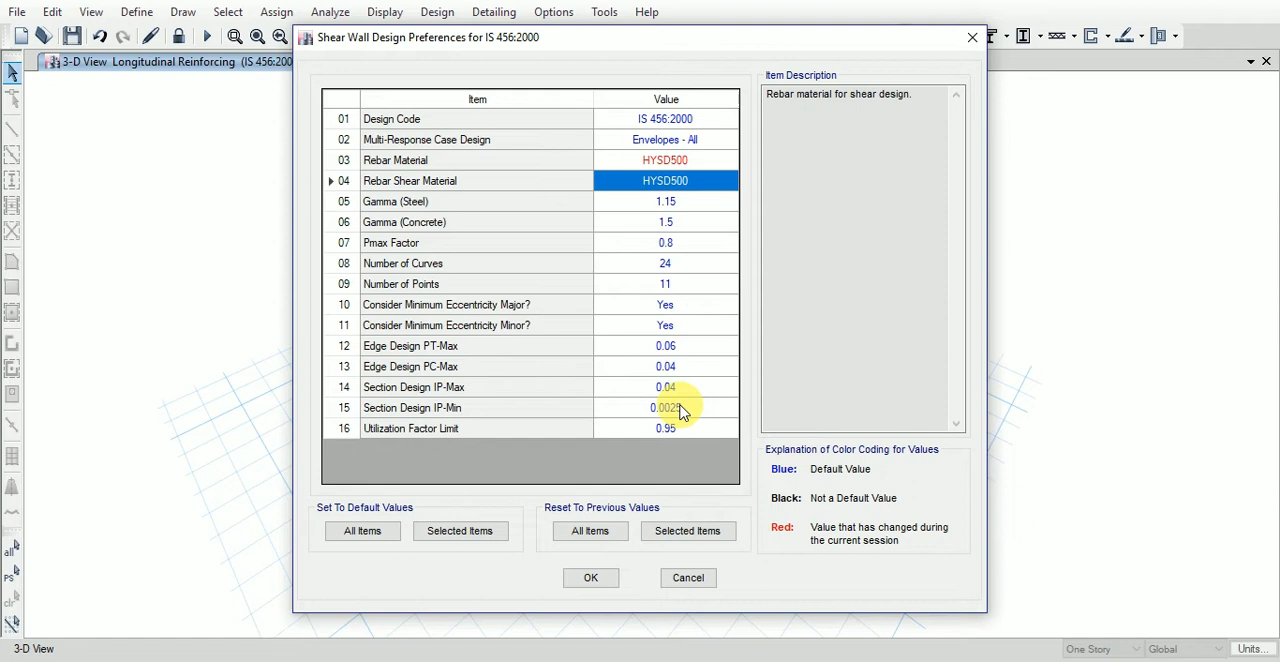 File Edit View Define Draw Select Assign Analyze Display Design Detailing Options Tools Help
Shear Wall Design Preferences for IS 456:2000
3-D View Longitudinal Reinforcing (IS 456:200
Item Value
01 Design Code IS 456:2000
02 Multi-Response Case Design Envelopes - All
03 Rebar Material HYSD500
04 Rebar Shear Material HYSD500
05 Gamma (Steel) 1.15
06 Gamma (Concrete) 1.5
07 Pmax Factor 0.8
08 Number of Curves 24
09 Number of Points 11
10 Consider Minimum Eccentricity Major? Yes
11 Consider Minimum Eccentricity Minor? Yes
12 Edge Design PT-Max 0.06
13 Edge Design PC-Max 0.04
14 Section Design IP-Max 0.04
15 Section Design IP-Min 0.0025
16 Utilization Factor Limit 0.95
Item Description
Rebar material for shear design.
Explanation of Color Coding for Values
Blue: Default Value
Black: Not a Default Value
Red: Value that has changed during
the current session
Set To Default Values
All Items Selected Items
Reset To Previous Values
All Items Selected Items
OK Cancel
all
PS
clr
3-D View One Story Global Units...